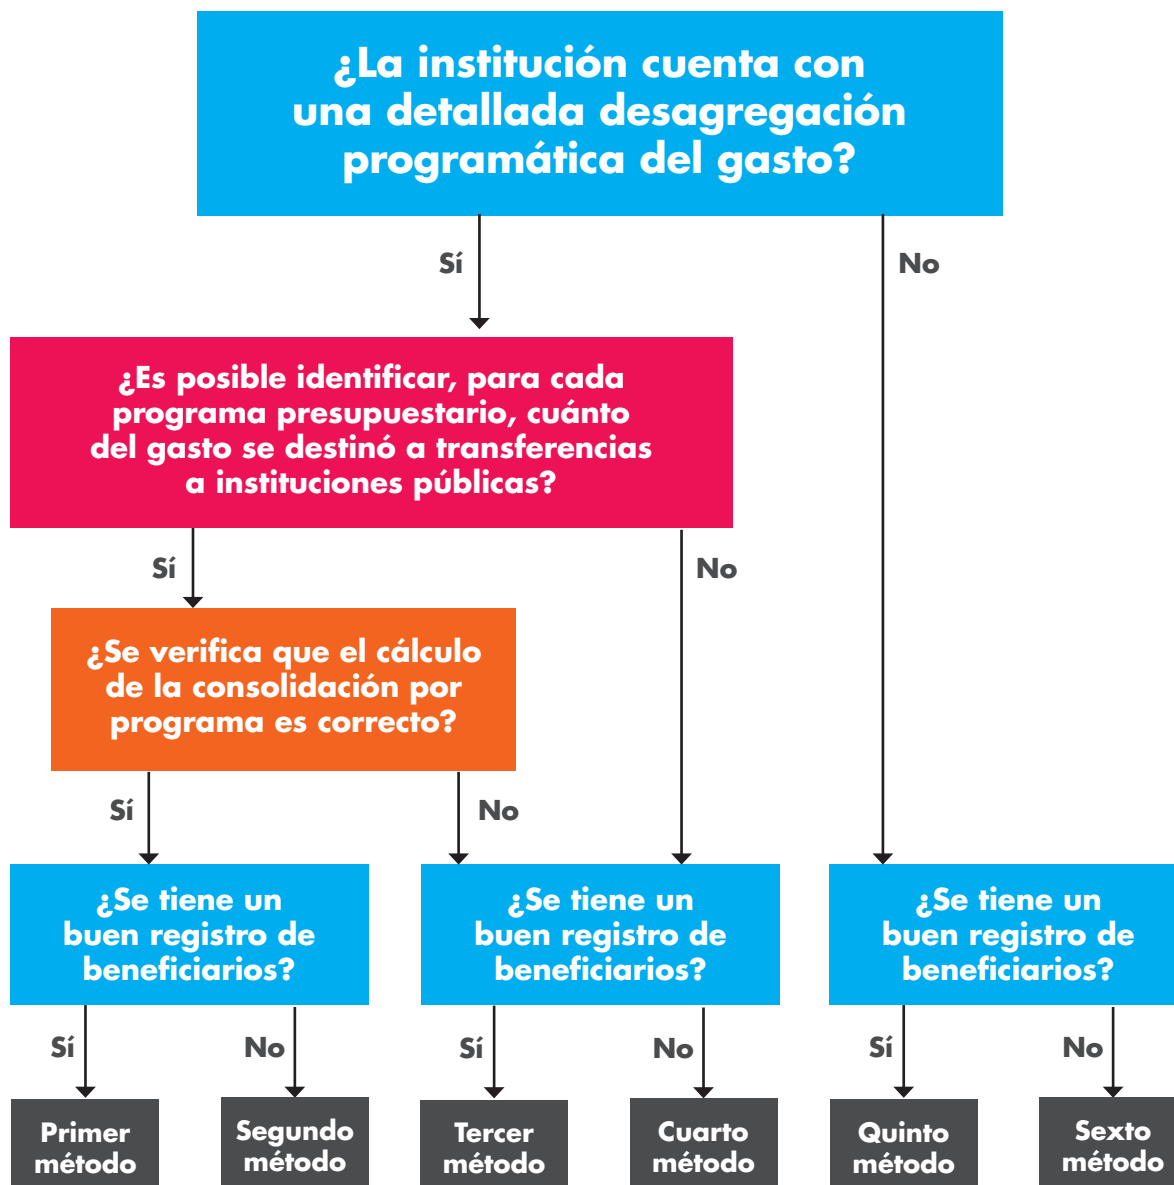 ¿La institución cuenta con
una detallada desagregación
programática del gasto?
Sí
No
¿Es posible identificar, para cada
programa presupuestario, cuánto
del gasto se destinó a transferencias
a instituciones públicas?
Sí
No
¿Se verifica que el cálculo
de la consolidación por
programa es correcto?
Sí
No
¿Se tiene un
buen registro de
beneficiarios?
¿Se tiene un
buen registro de
beneficiarios?
¿Se tiene un
buen registro de
beneficiarios?
Sí
No
Sí
No
Sí
No
Primer
método
Segundo
método
Tercer
método
Cuarto
método
Quinto
método
Sexto
método